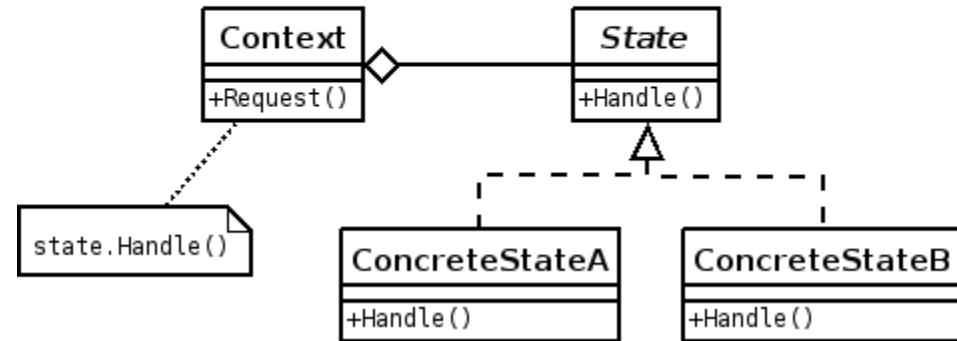 Context
+Request()
State
+Handle()
state.Handle()
ConcreteStateA
+Handle()
ConcreteStateB
+Handle()